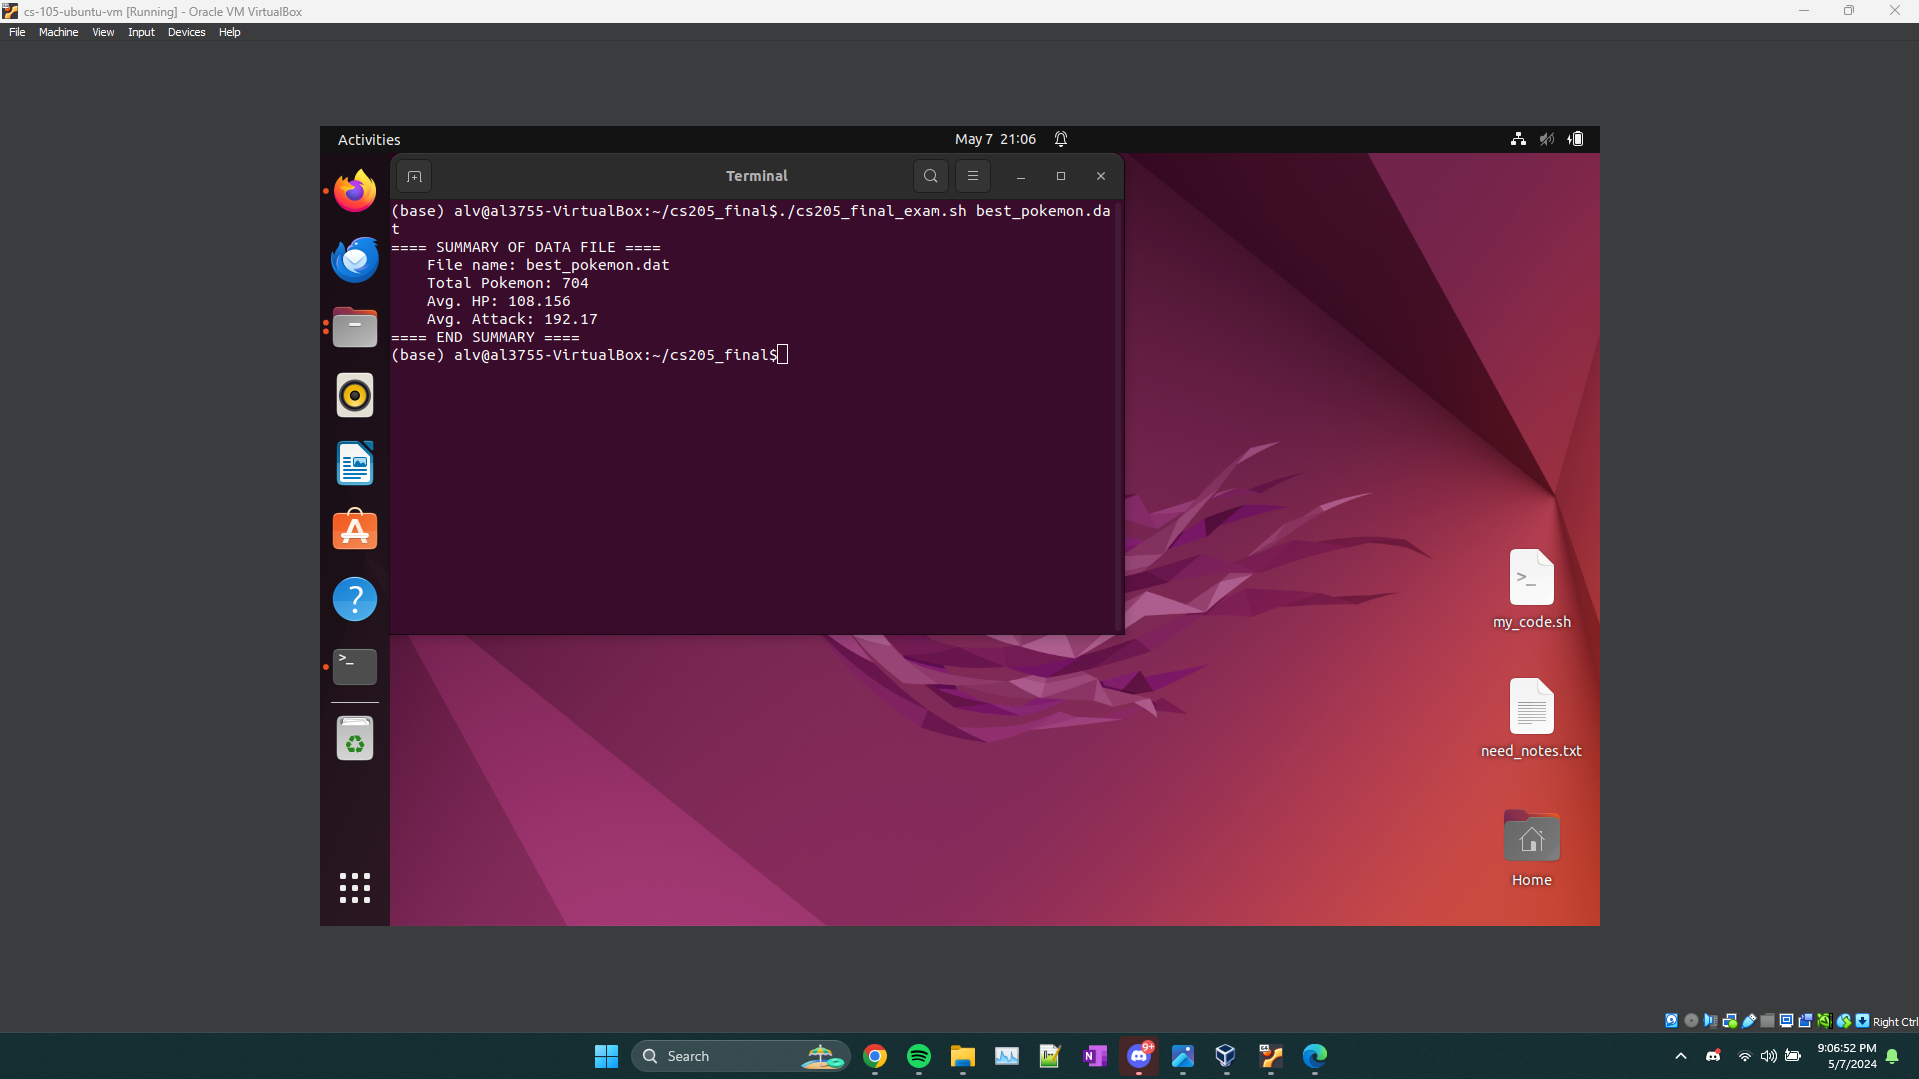 cs-105-ubuntu-vm [Running] - Oracle VM VirtualBox
File Machine View Input Devices Help
Activities
May 7 21:06
Terminal
(base) alv@al3755-VirtualBox:~/cs205_final$./cs205_final_exam.sh best_pokemon.da
t
==== SUMMARY OF DATA FILE ====
File name: best_pokemon.dat
Total Pokemon: 704
Avg. HP: 108.156
Avg. Attack: 192.17
==== END SUMMARY ====
(base) alv@al3755-VirtualBox:~/cs205_final$
my_code.sh
need_notes.txt
Home
Right Ctrl
Search
9+
9:06:52 PM
5/7/2024